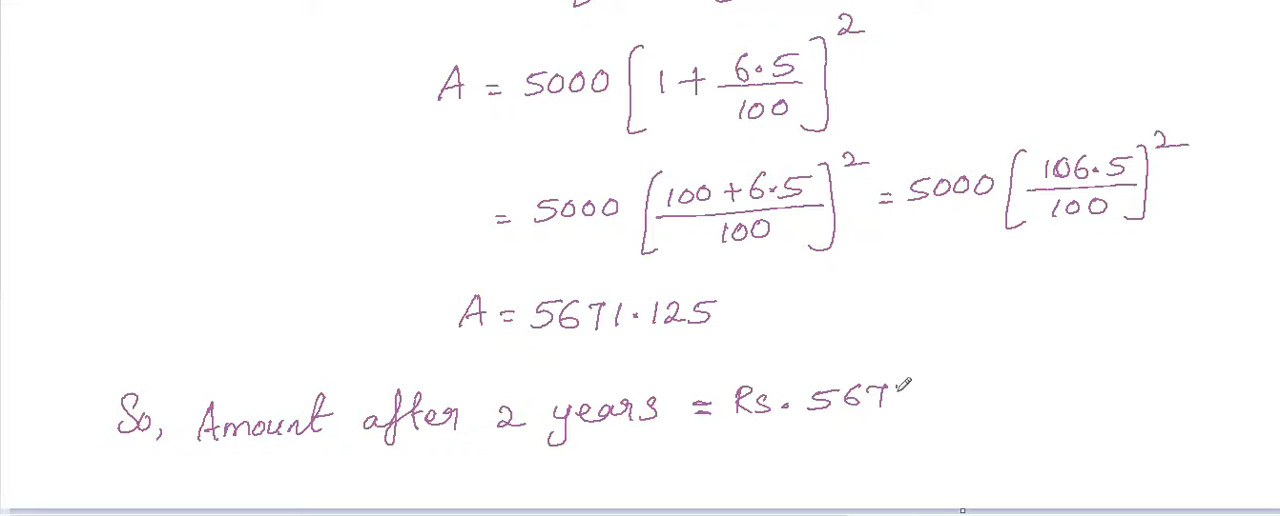 A = 5000 [1 + 6.5/100]^2
= 5000 [100 + 6.5/100]^2 = 5000 [106.5/100]^2
A = 5671.125
So, Amount after 2 years = Rs. 567